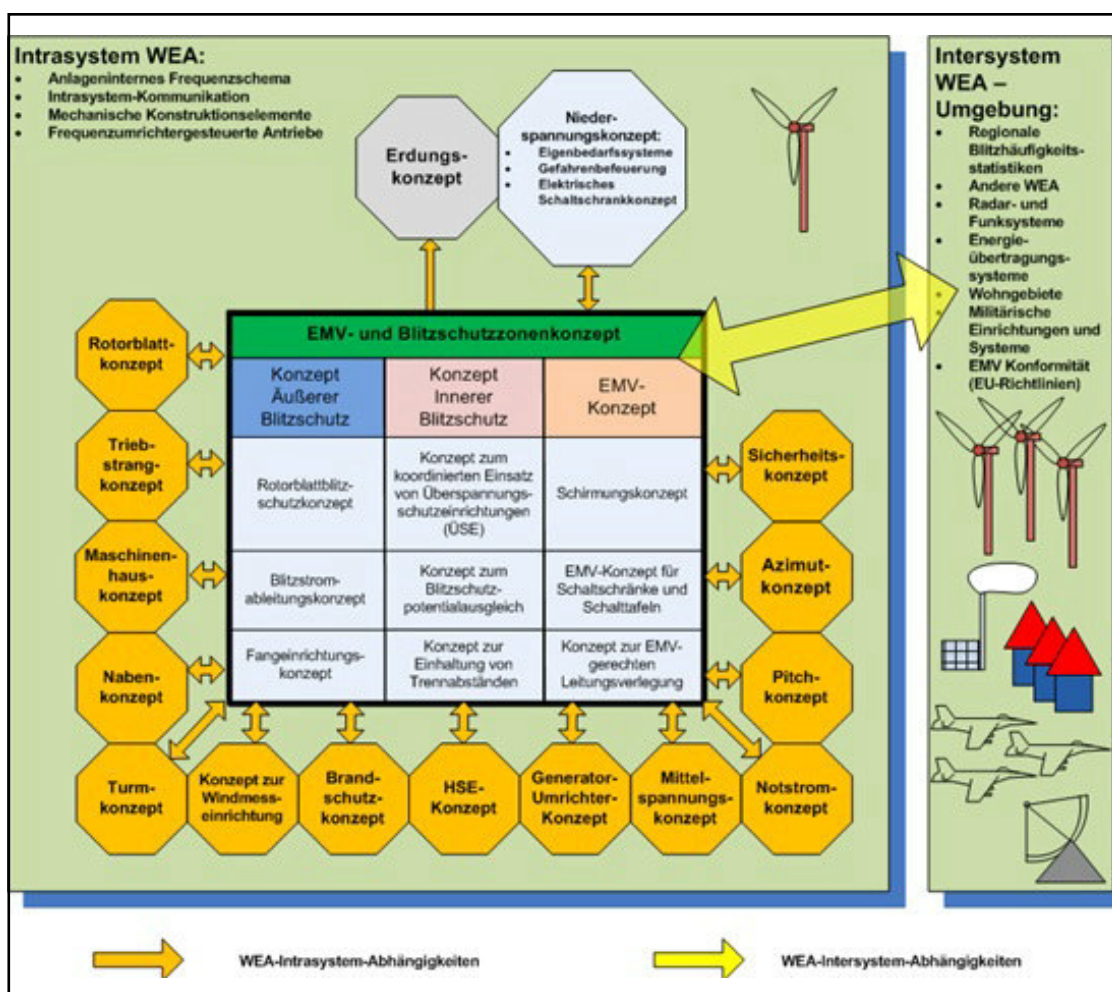 Intrasystem WEA:
• Anlageninternes Frequenzschema
• Intrasystem-Kommunikation
• Mechanische Konstruktionselemente
• Frequenzumrichtergesteuerte Antriebe
Erdungs-
konzept
Nieder-
spannungskonzept:
• Eigenbedarfssysteme
• Gefahrenbefeuerung
• Elektrisches
Schaltschrankkonzept
Intersystem
WEA –
Umgebung:
• Regionale
Blitzhäufigkeits-
statistiken
• Andere WEA
• Radar- und
Funksysteme
• Energie-
übertragungs-
systeme
• Wohngebiete
• Militärische
Einrichtungen und
Systeme
• EMV Konformität
(EU-Richtlinien)
EMV- und Blitzschutzzonenkonzept
Konzept
Äußerer
Blitzschutz
Konzept
Innerer
Blitzschutz
EMV-
Konzept
Rotorblattblitz-
schutzkonzept
Konzept zum
koordinierten Einsatz
von Überspannungs-
schutzeinrichtungen
(ÜSE)
Schirmungskonzept
Blitzstrom-
ableitungskonzept
Konzept zum
Blitzschutz-
potentialausgleich
EMV-Konzept für
Schaltschränke und
Schalttafeln
Fangeinrichtungs-
konzept
Konzept zur
Einhaltung von
Trennabständen
Konzept zur EMV-
gerechten
Leitungsverlegung
Rotorblatt-
konzept
Trieb-
strang-
konzept
Maschinen-
haus-
konzept
Naben-
konzept
Turm-
konzept
Konzept zur
Windmess-
einrichtung
Brand-
schutz-
konzept
HSE-
Konzept
Generator-
Umrichter-
Konzept
Mittel-
spannungs-
konzept
Notstrom-
konzept
Sicherheits-
konzept
Azimut-
konzept
Pitch-
konzept
WEA-Intrasystem-Abhängigkeiten
WEA-Intersystem-Abhängigkeiten